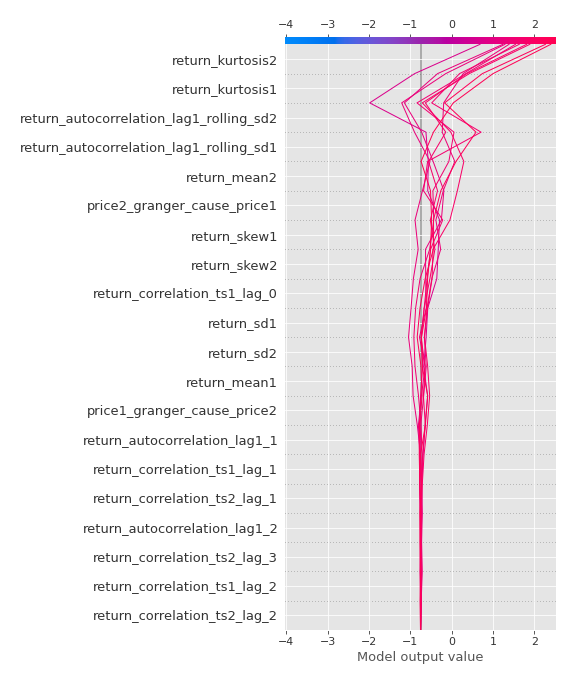 −4 −3 −2 −1 0 1 2
return_kurtosis2
return_kurtosis1
return_autocorrelation_lag1_rolling_sd2
return_autocorrelation_lag1_rolling_sd1
return_mean2
price2_granger_cause_price1
return_skew1
return_skew2
return_correlation_ts1_lag_0
return_sd1
return_sd2
return_mean1
price1_granger_cause_price2
return_autocorrelation_lag1_1
return_correlation_ts1_lag_1
return_correlation_ts2_lag_1
return_autocorrelation_lag1_2
return_correlation_ts2_lag_3
return_correlation_ts1_lag_2
return_correlation_ts2_lag_2
−4 −3 −2 −1 0 1 2
Model output value